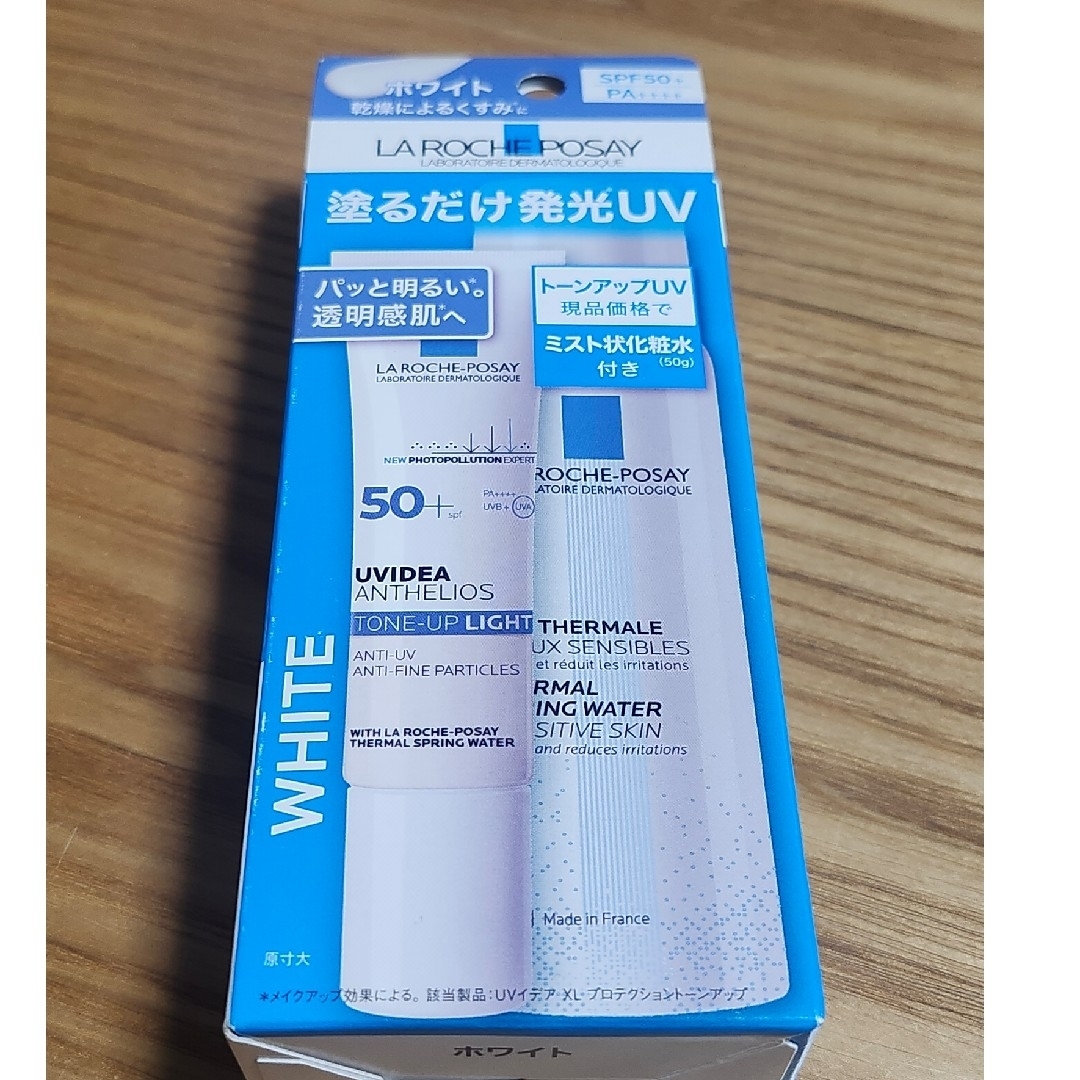 ホワイト
乾燥によるくすみ*に
SPF50+
PA++++
LA ROCHE POSAY
LABORATOIRE DERMATOLOGIQUE
塗るだけ発光*UV
パッと明るい*。
透明感肌*へ
トーンアップUV
現品価格で
ミスト状化粧水
付き(50g)
LA ROCHE-POSAY
LABORATOIRE DERMATOLOGIQUE
NEW PHOTOPOLLUTION EXPERT
50+ spf
PA++++
UVB + UVA
UVIDEA
ANTHELIOS
TONE-UP LIGHT
ANTI-UV
ANTI-FINE PARTICLES
WITH LA ROCHE-POSAY
THERMAL SPRING WATER
ROCHE-POSAY
ATOIRE DERMATOLOGIQUE
THERMALE
UX SENSIBLES
et réduit les irritations
RMAL
ING WATER
SITIVE SKIN
and reduces irritations
Made in France
WHITE
原寸大
*メイクアップ効果による。該当製品:UVイデア XL プロテクショントーンアップ
ホワイト